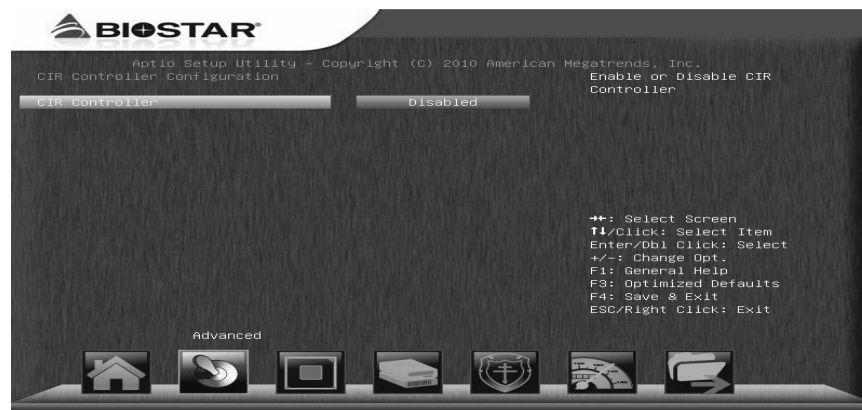 BIOSTAR
Aptio Setup Utility - Copyright (C) 2010 American Megatrends, Inc.
CIR Controller Configuration
CIR Controller Disabled
Enable or Disable CIR
Controller
→←: Select Screen
↑↓/Click: Select Item
Enter/Dbl Click: Select
+/-: Change Opt.
F1: General Help
F3: Optimized Defaults
F4: Save & Exit
ESC/Right Click: Exit
Advanced